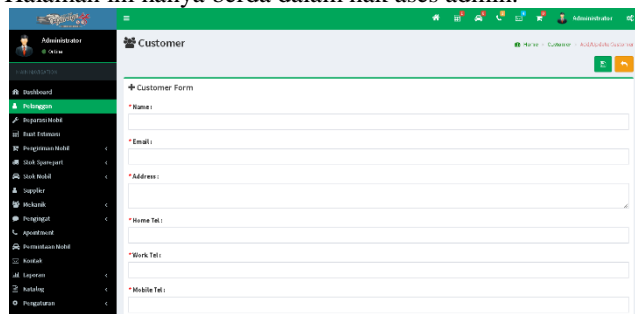 Halaman ini hanya berda dalam hak ases admin.
Administrator
Administrator
Online
Customer
Home > Customer > Add/Update Customer
Dashboard
Pelanggan
Reparasi Mobil
Buat Estimasi
Pengiriman Mobil
Stok Sparepart
Stok Mobil
Supplier
Mekanik
Pengingat
Apointment
Permintaan Mobil
Kontak
Laporan
Katalog
Pengaturan
Customer Form
* Name :
* Email :
* Address :
* Home Tel :
* Work Tel :
* Mobile Tel :